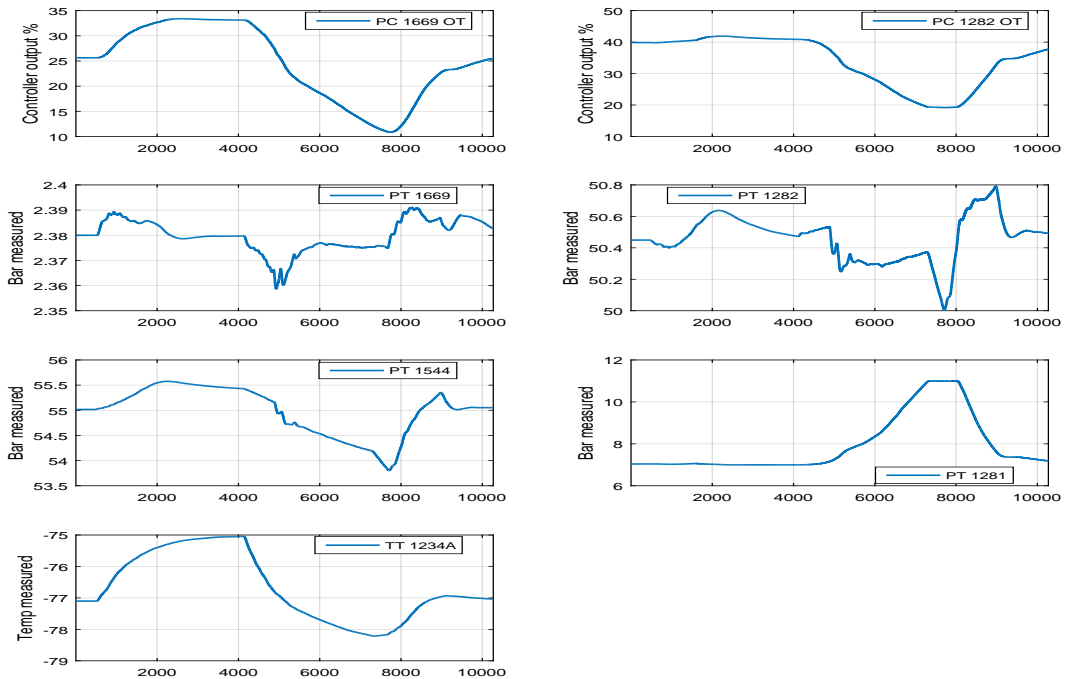 Controller output %
35
30
25
20
15
10
PC 1669 OT
2000 4000 6000 8000 10000
Controller output %
50
40
30
20
10
PC 1282 OT
2000 4000 6000 8000 10000
Bar measured
2.4
2.39
2.38
2.37
2.36
2.35
PT 1669
2000 4000 6000 8000 10000
Bar measured
50.8
50.6
50.4
50.2
50
PT 1282
2000 4000 6000 8000 10000
Bar measured
56
55.5
55
54.5
54
53.5
PT 1544
2000 4000 6000 8000 10000
Bar measured
12
10
8
6
PT 1281
2000 4000 6000 8000 10000
Temp measured
-75
-76
-77
-78
-79
TT 1234A
2000 4000 6000 8000 10000